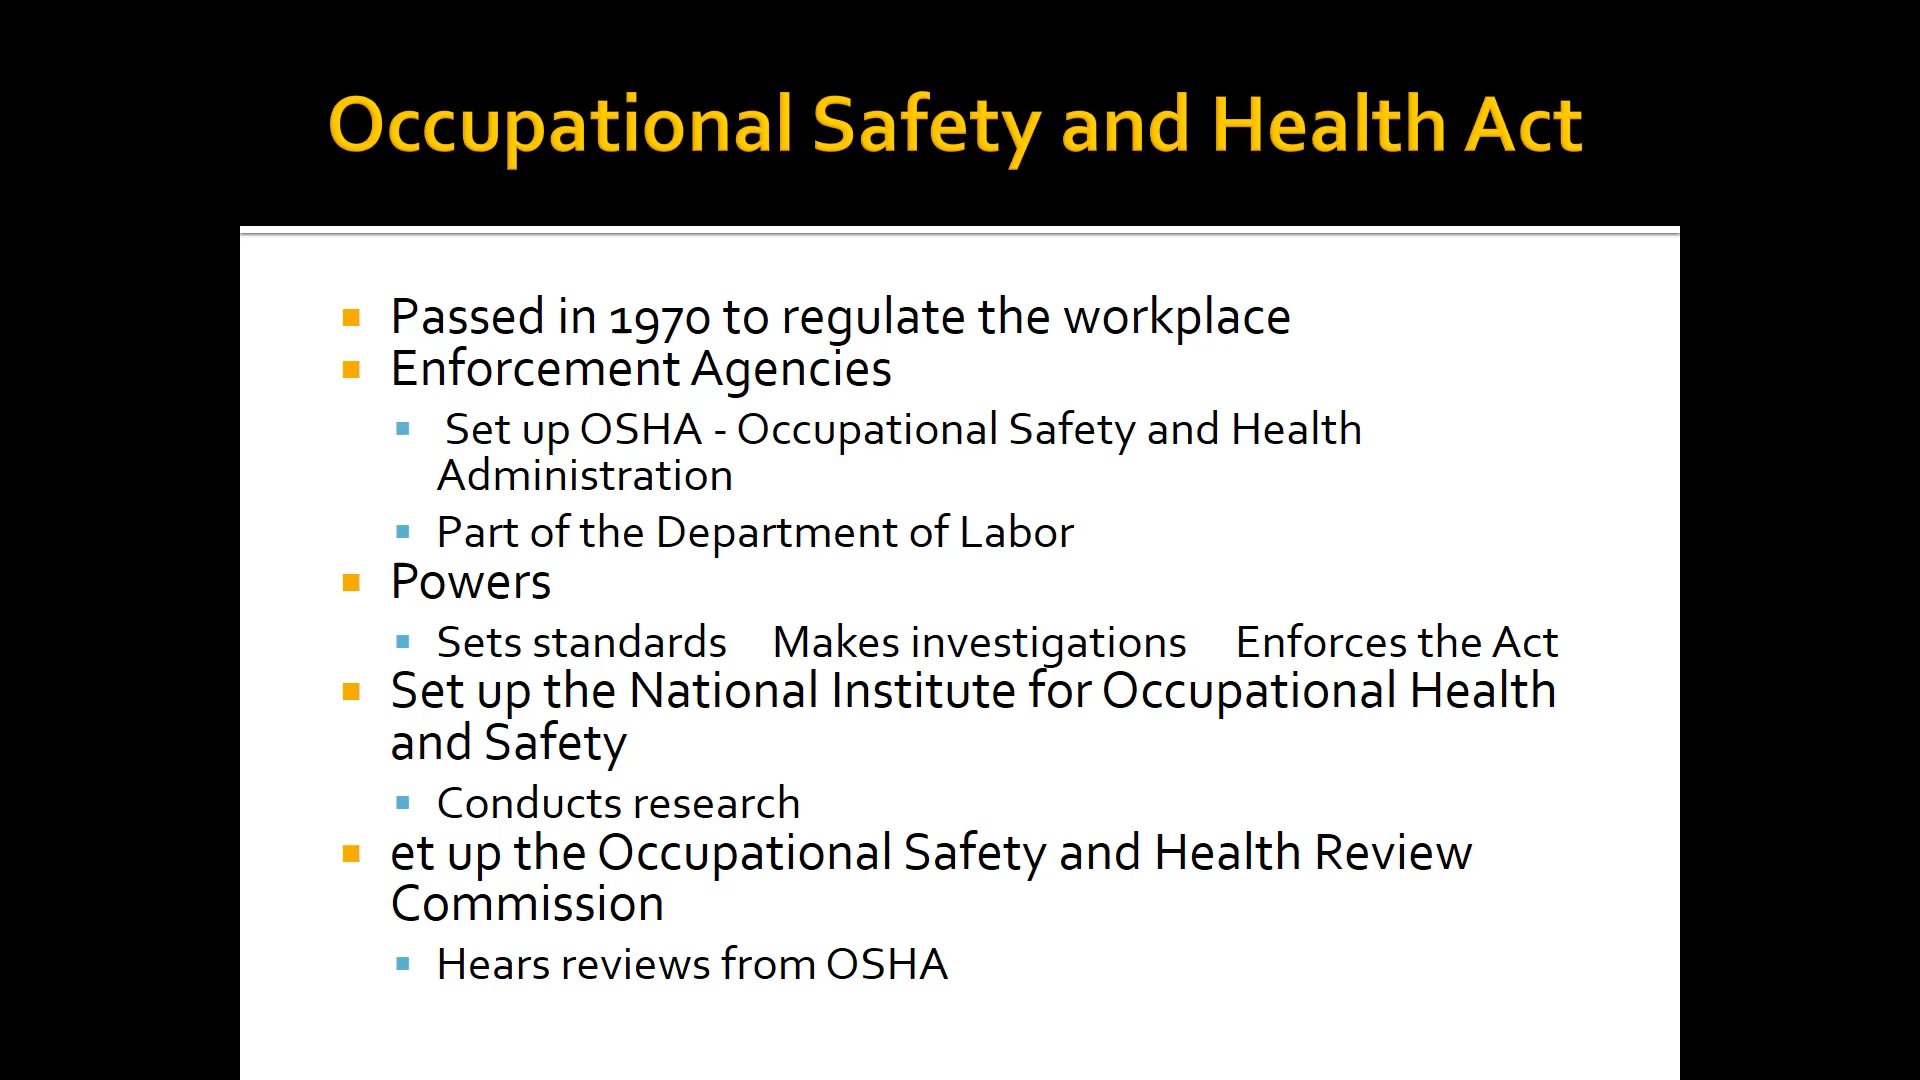 Occupational Safety and Health Act
Passed in 1970 to regulate the workplace
Enforcement Agencies
Set up OSHA - Occupational Safety and Health
Administration
Part of the Department of Labor
Powers
Sets standards Makes investigations Enforces the Act
Set up the National Institute for Occupational Health
and Safety
Conducts research
et up the Occupational Safety and Health Review
Commission
Hears reviews from OSHA